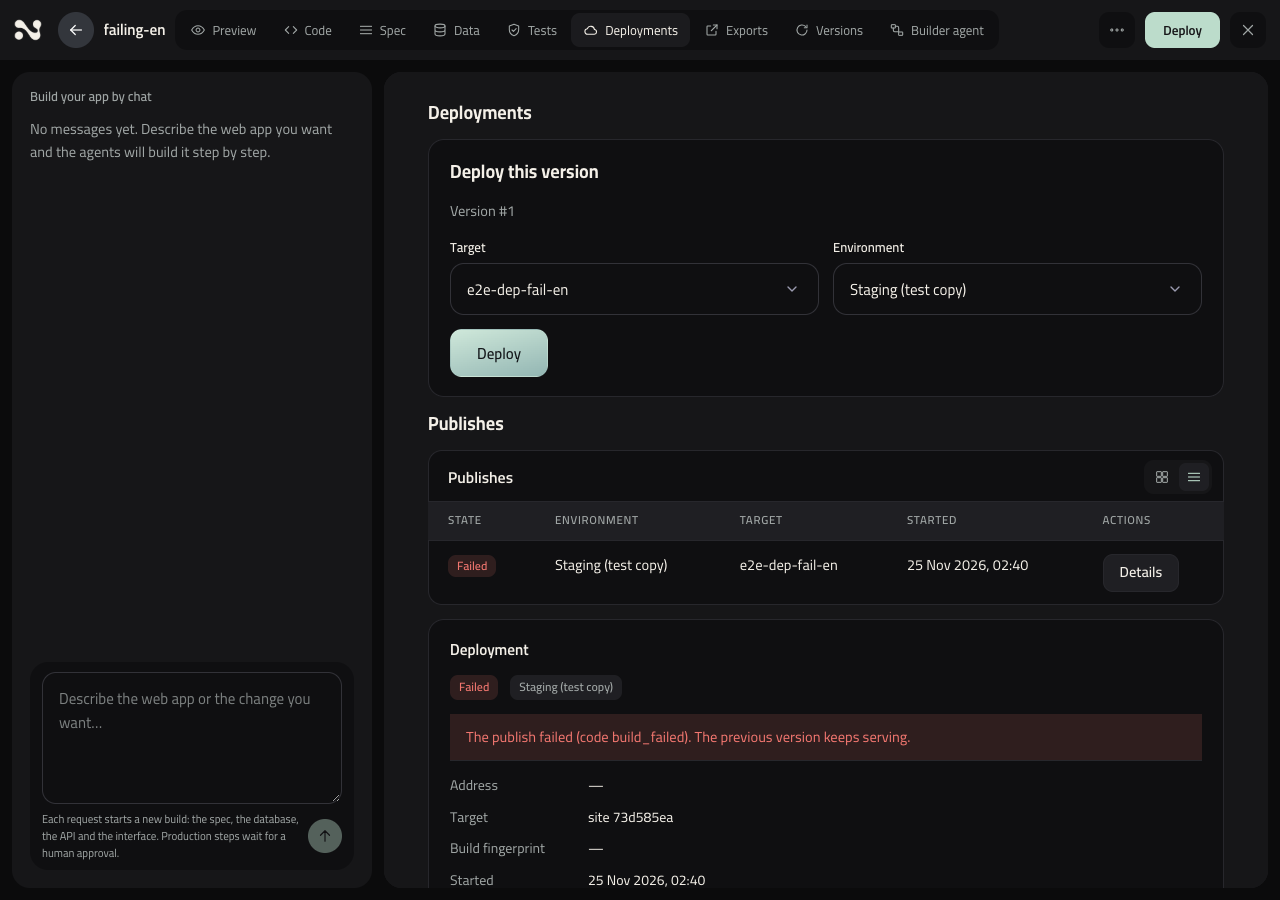 failing-en
Preview
Code
Spec
Data
Tests
Deployments
Exports
Versions
Builder agent
Deploy
Build your app by chat
No messages yet. Describe the web app you want
and the agents will build it step by step.
Describe the web app or the change you
want...
Each request starts a new build: the spec, the database,
the API and the interface. Production steps wait for a
human approval.
Deployments
Deploy this version
Version #1
Target
Environment
e2e-dep-fail-en
Staging (test copy)
Deploy
Publishes
Publishes
STATE ENVIRONMENT TARGET STARTED ACTIONS
Failed Staging (test copy) e2e-dep-fail-en 25 Nov 2026, 02:40 Details
Deployment
Failed Staging (test copy)
The publish failed (code build_failed). The previous version keeps serving.
Address —
Target site 73d585ea
Build fingerprint —
Started 25 Nov 2026, 02:40